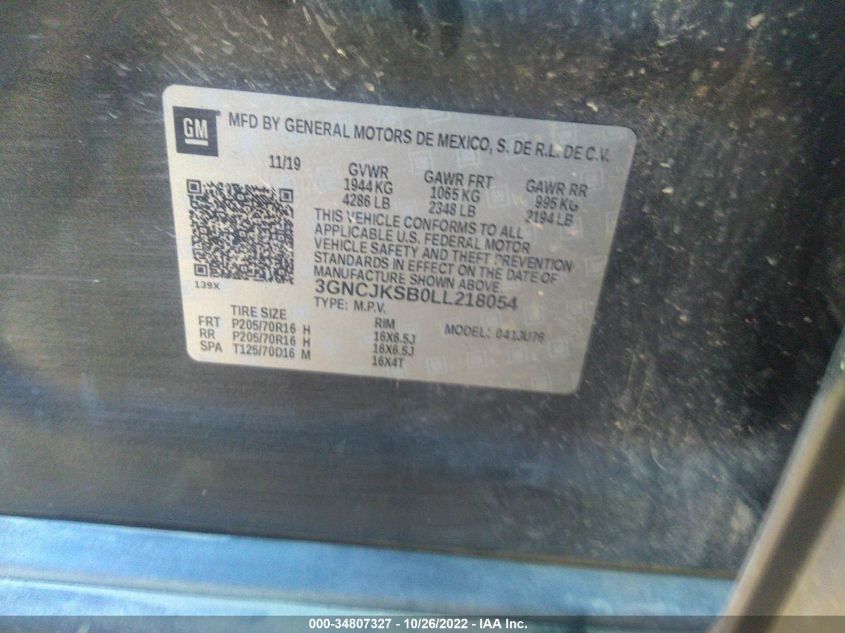 GM
MFD BY GENERAL MOTORS DE MEXICO, S. DE R.L. DE C.V.
11/19 GVWR GAWR FRT GAWR RR
1944 KG 1065 KG 995 KG
4286 LB 2348 LB 2194 LB
THIS VEHICLE CONFORMS TO ALL
APPLICABLE U.S. FEDERAL MOTOR
VEHICLE SAFETY AND THEFT PREVENTION
STANDARDS IN EFFECT ON THE DATE OF
MANUFACTURE SHOWN ABOVE.
139X
3GNCJKSB0LL218054
TYPE: M.P.V. MODEL: 041JU76
TIRE SIZE RIM
FRT P205/70R16 H 16X6.5J
RR P205/70R16 H 16X6.5J
SPA T125/70D16 M 16X4T
000-34807327 - 10/26/2022 - IAA Inc.